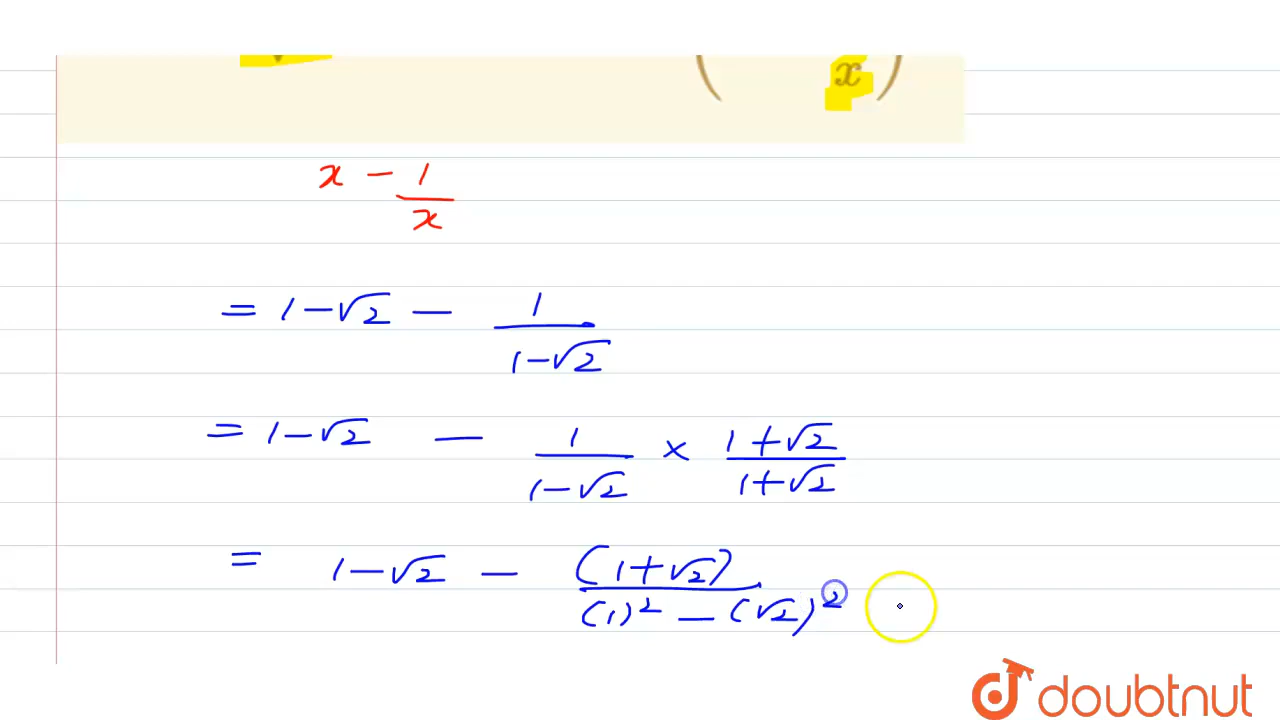 ( x )
x - 1/x
= 1-√2 - 1/(1-√2)
= 1-√2 - 1/(1-√2) × (1+√2)/(1+√2)
= 1-√2 - (1+√2)/((1)² - (√2)²)
doubtnut